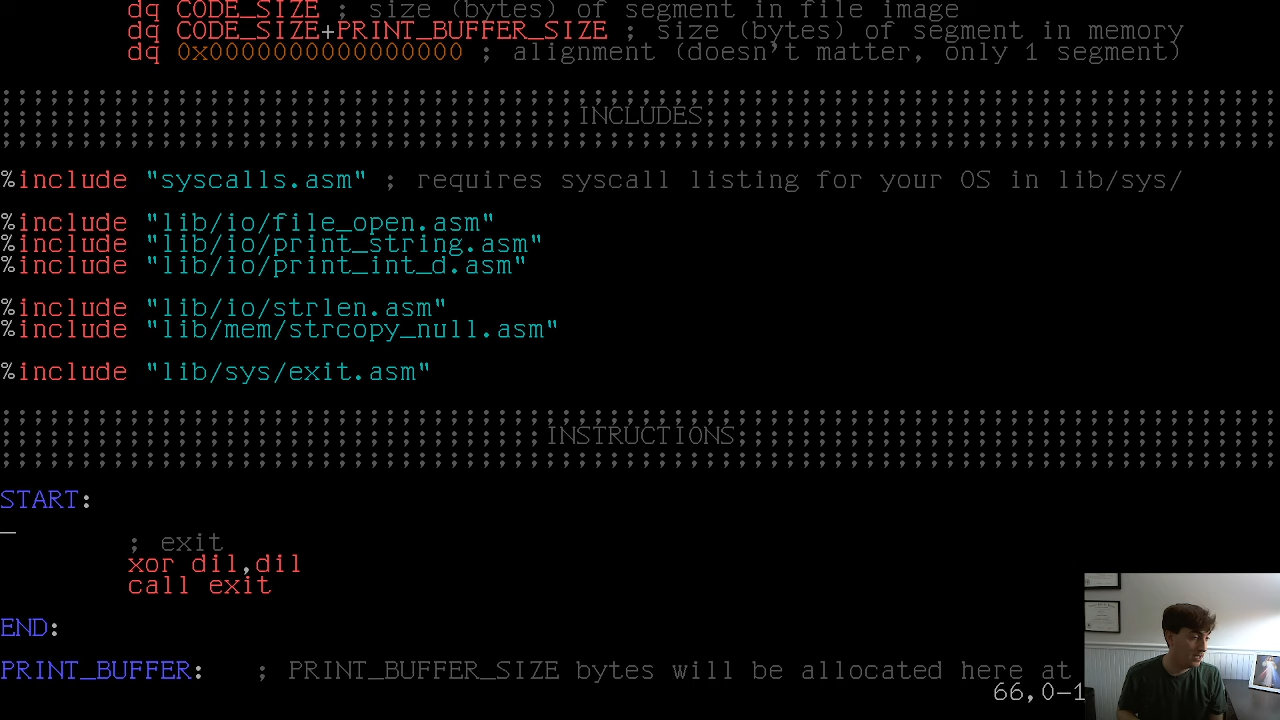 dq CODE_SIZE ; size (bytes) of segment in file image
dq CODE_SIZE+PRINT_BUFFER_SIZE ; size (bytes) of segment in memory
dq 0x0000000000000000 ; alignment (doesn't matter, only 1 segment)
INCLUDES
%include "syscalls.asm" ; requires syscall listing for your OS in lib/sys/
%include "lib/io/file_open.asm"
%include "lib/io/print_string.asm"
%include "lib/io/print_int_d.asm"
%include "lib/io/strlen.asm"
%include "lib/mem/strcopy_null.asm"
%include "lib/sys/exit.asm"
INSTRUCTIONS
START:
; exit
xor dil,dil
call exit
END:
PRINT_BUFFER: ; PRINT_BUFFER_SIZE bytes will be allocated here at
66,0-1